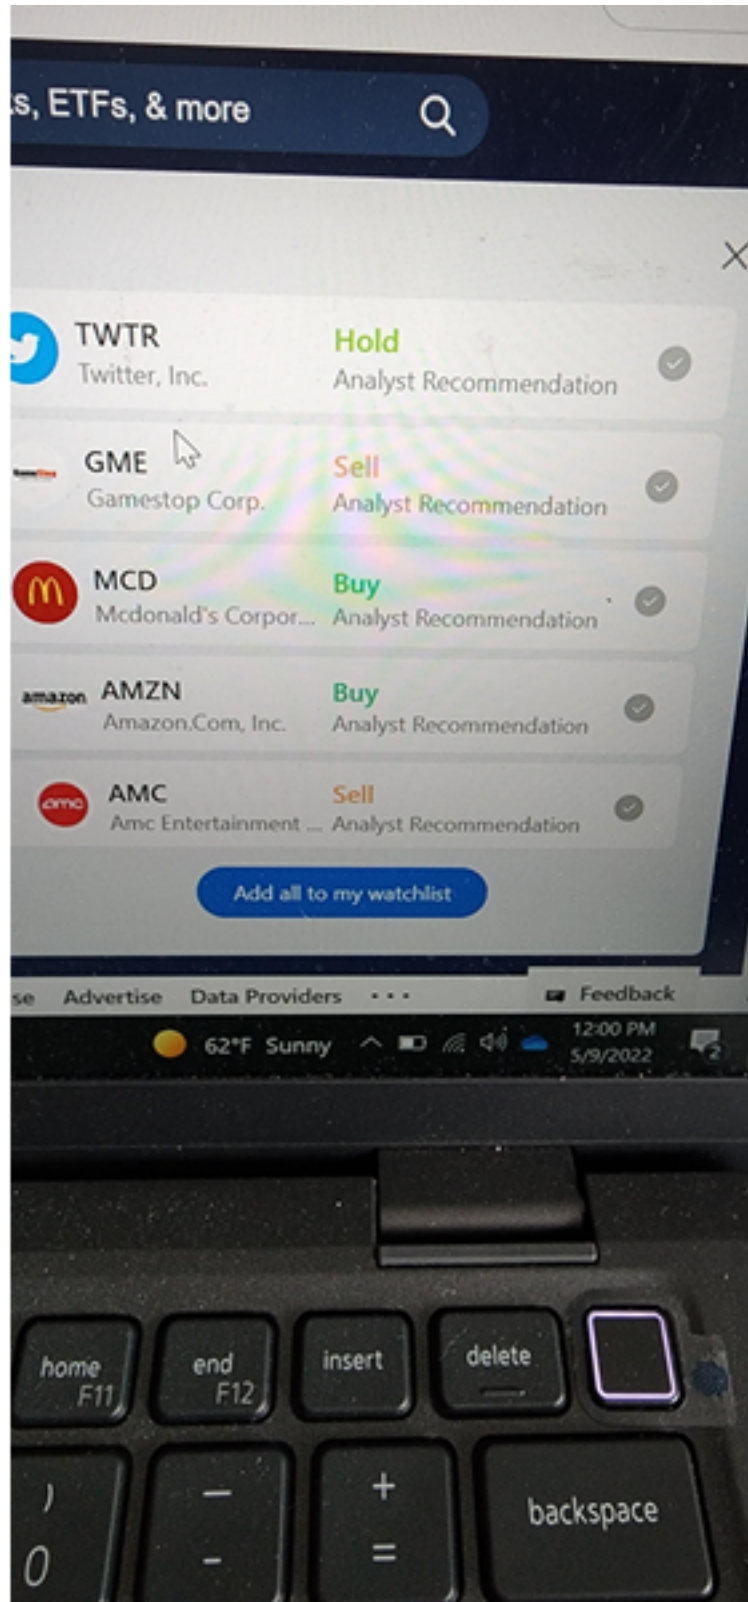 s, ETFs, & more
TWTR Hold
Twitter, Inc. Analyst Recommendation
GME Sell
Gamestop Corp. Analyst Recommendation
MCD Buy
Mcdonald's Corpor... Analyst Recommendation
amazon AMZN Buy
Amazon.Com, Inc. Analyst Recommendation
amc AMC Sell
Amc Entertainment ... Analyst Recommendation
Add all to my watchlist
se Advertise Data Providers ... Feedback
62°F Sunny 12:00 PM
5/9/2022 2
home end insert delete
F11 F12
) — + backspace
0 - =